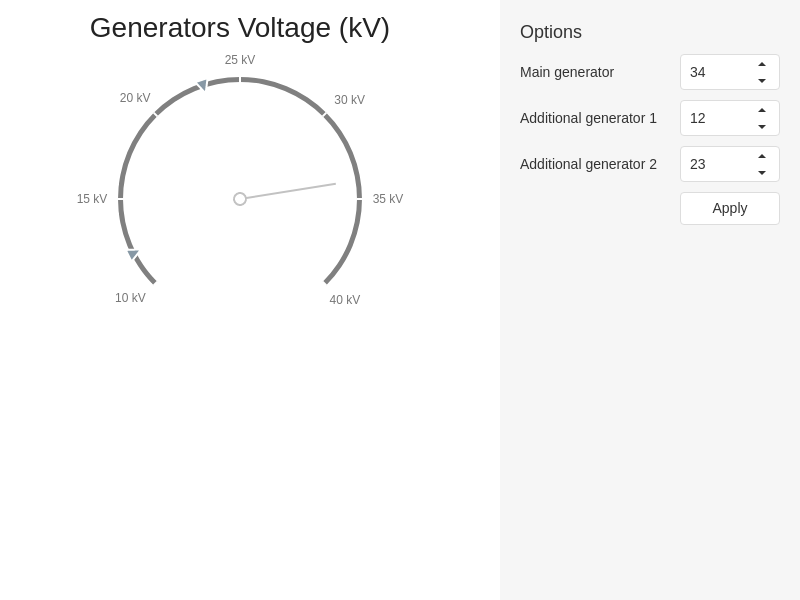 Generators Voltage (kV)
25 kV
20 kV
30 kV
15 kV
35 kV
10 kV
40 kV
Options
Main generator
34
Additional generator 1
12
Additional generator 2
23
Apply